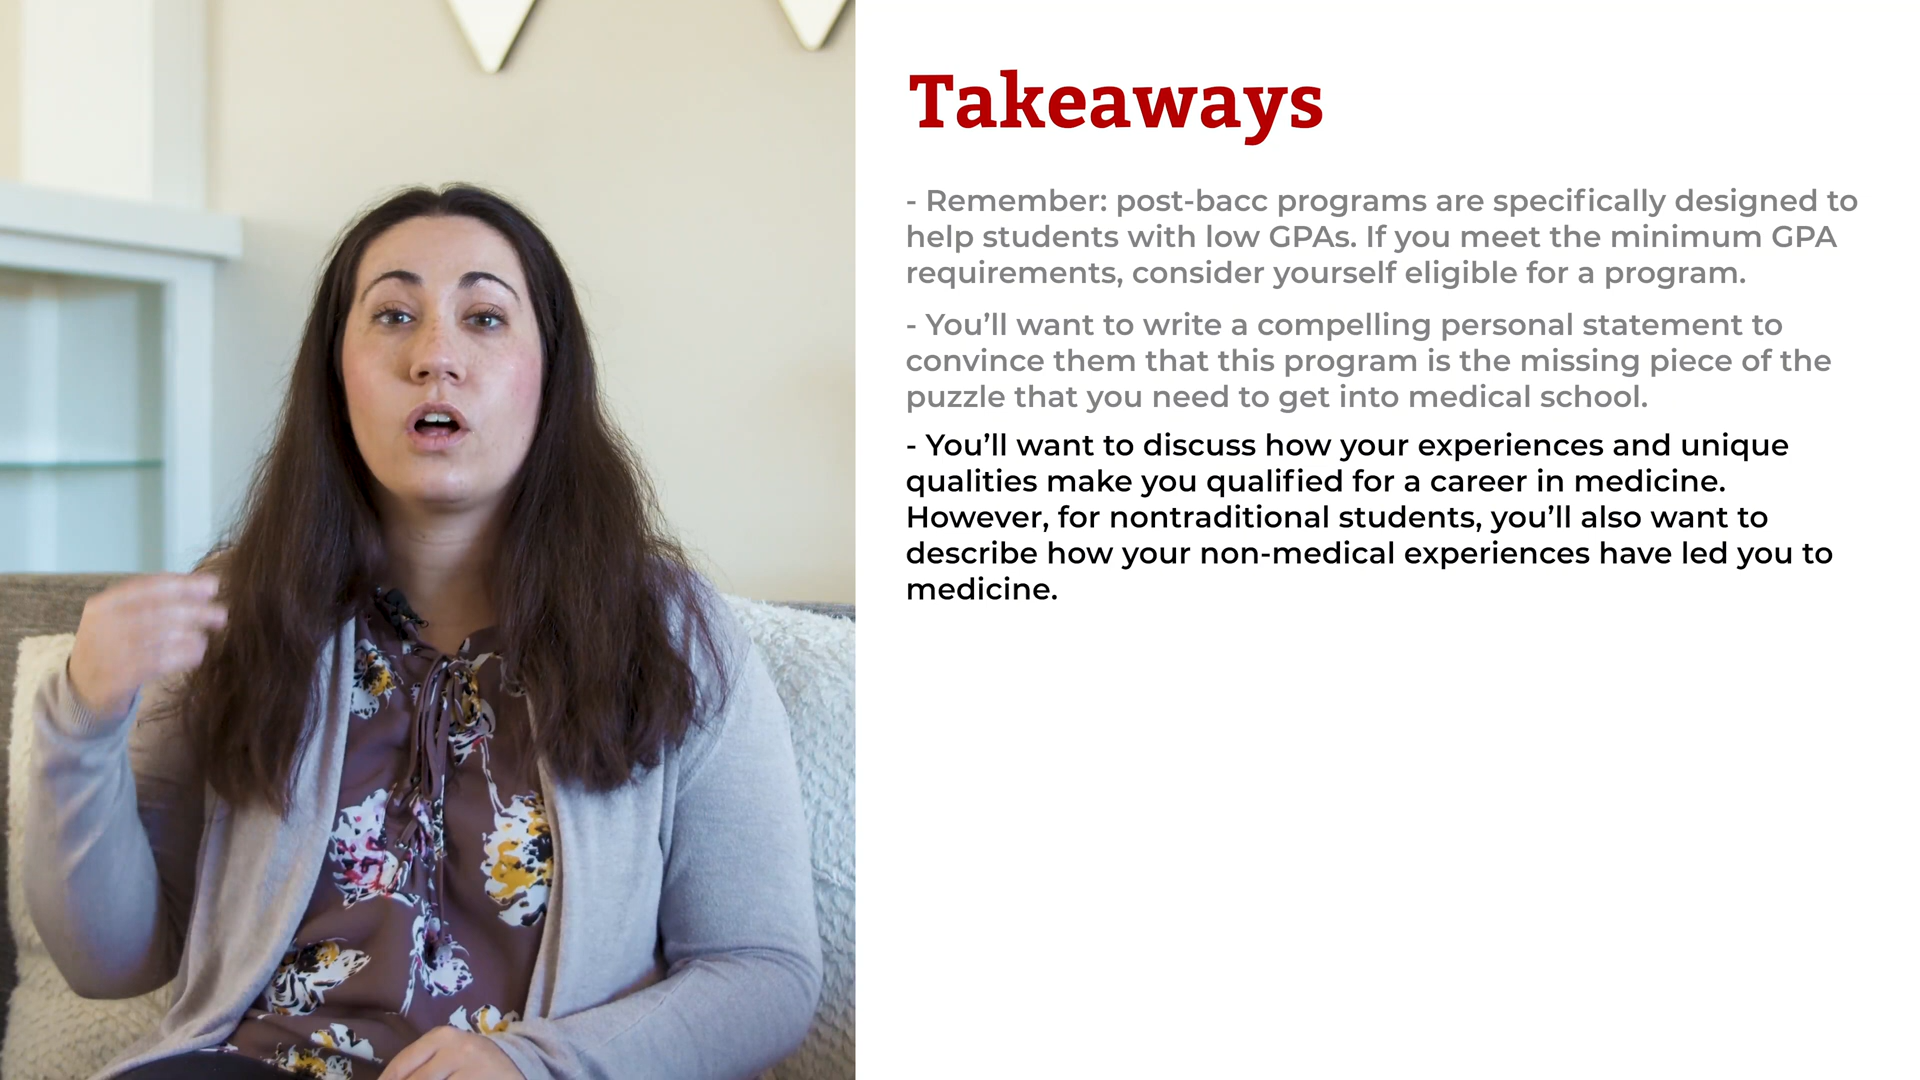 Takeaways
- Remember: post-bacc programs are specifically designed to
help students with low GPAs. If you meet the minimum GPA
requirements, consider yourself eligible for a program.
- You’ll want to write a compelling personal statement to
convince them that this program is the missing piece of the
puzzle that you need to get into medical school.
- You’ll want to discuss how your experiences and unique
qualities make you qualified for a career in medicine.
However, for nontraditional students, you’ll also want to
describe how your non-medical experiences have led you to
medicine.